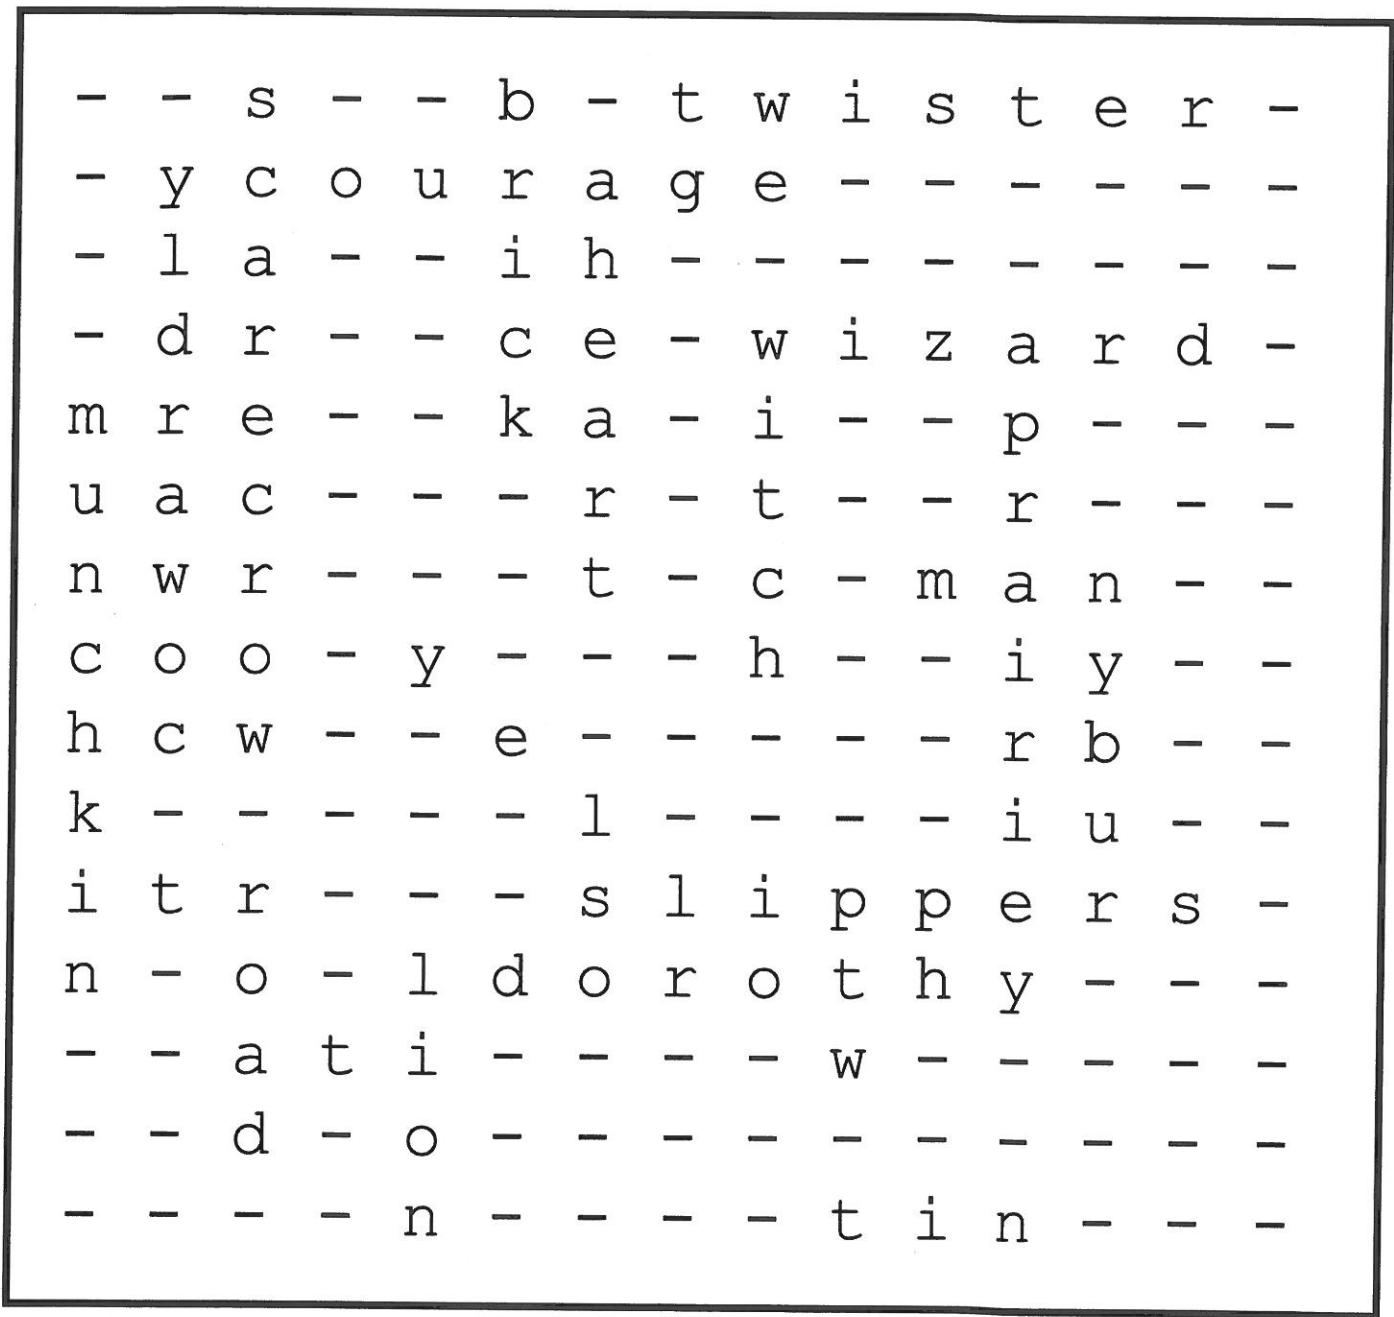 - - s - - b - t w i s t e r -
- y c o u r a g e - - - - - -
- l a - - i h - - - - - - - -
- d r - - c e - w i z a r d -
m r e - - k a - i - - p - - -
u a c - - - r - t - - r - - -
n w r - - - t - c - m a n - -
c o o - y - - - h - - i y - -
h c w - - e - - - - - r b - -
k - - - - - l - - - - i u - -
i t r - - - s l i p p e r s -
n - o - l d o r o t h y - - -
- - a t i - - - - w - - - - -
- - d - o - - - - - - - - - -
- - - - n - - - - t i n - - -